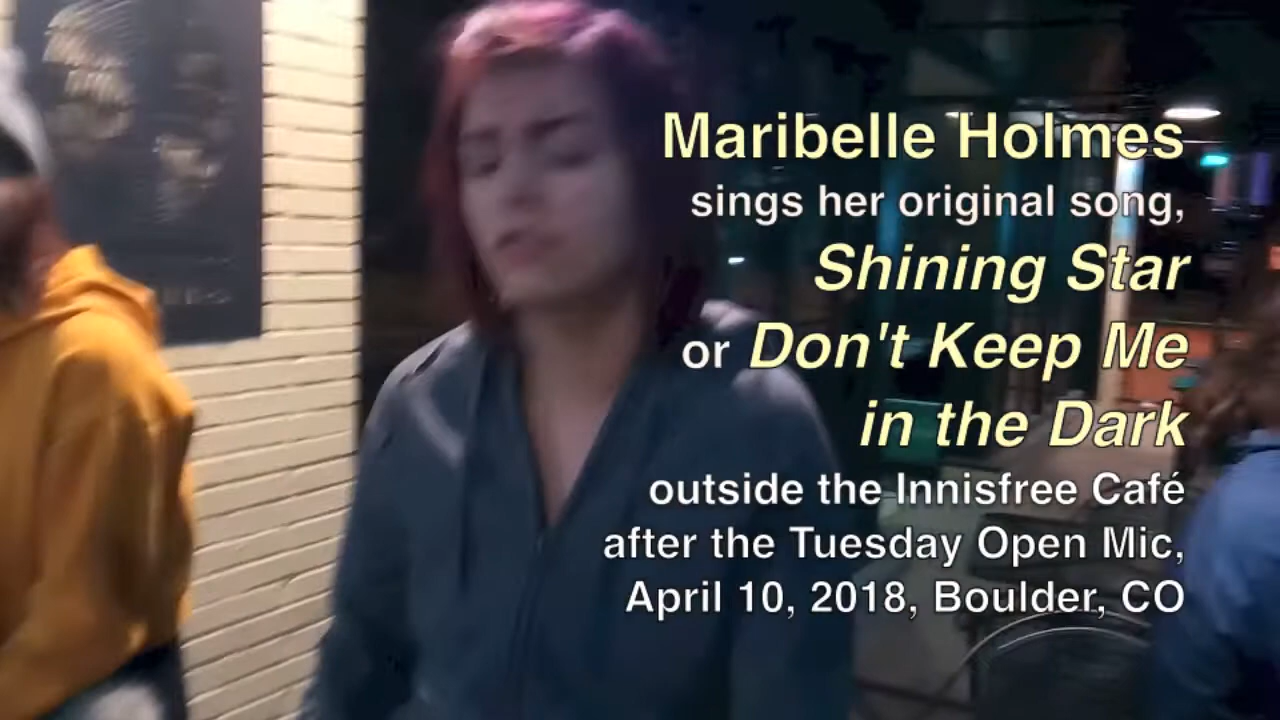 Maribelle Holmes
sings her original song,
Shining Star
or Don't Keep Me
in the Dark
outside the Innisfree Café
after the Tuesday Open Mic,
April 10, 2018, Boulder, CO